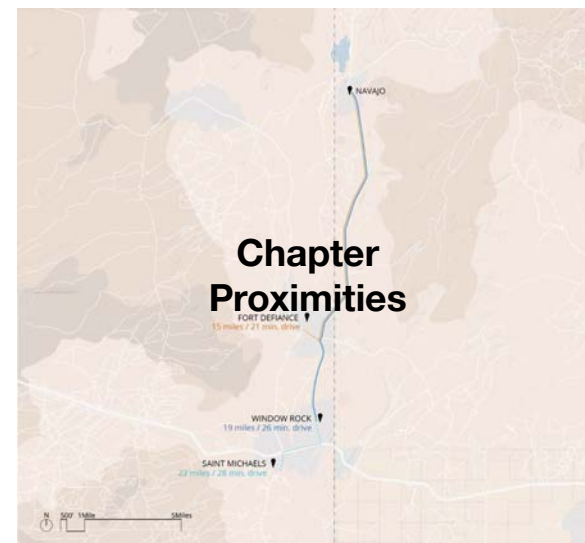 NAVAJO
Chapter
Proximities
FORT DEFIANCE
15 miles / 21 min. drive
WINDOW ROCK
19 miles / 26 min. drive
SAINT MICHAELS
22 miles / 28 min. drive
N 500' 1Mile 5Miles